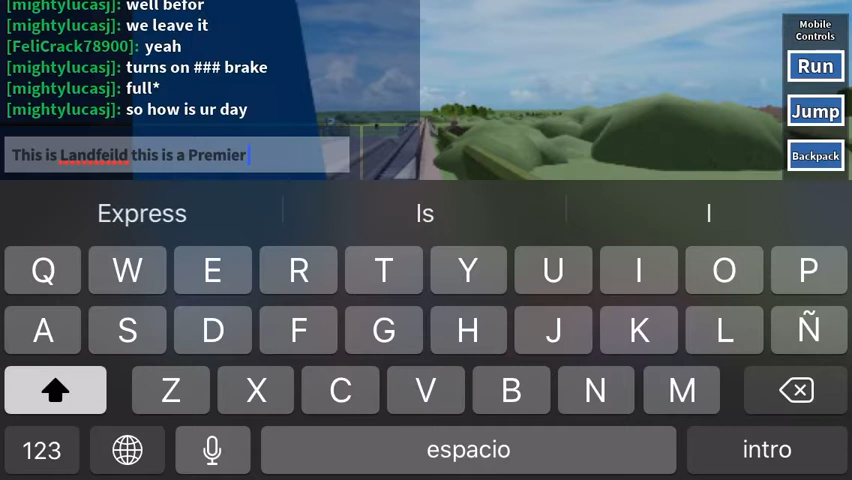 [mightylucasj]: well befor
[mightylucasj]: we leave it
[FeliCrack78900]: yeah
[mightylucasj]: turns on ### brake
[mightylucasj]: full*
[mightylucasj]: so how is ur day
This is Landfeild this is a Premier
Mobile
Controls
Run
Jump
Backpack
Express Is I
Q W E R T Y U I O P
A S D F G H J K L Ñ
Z X C V B N M
123 espacio intro